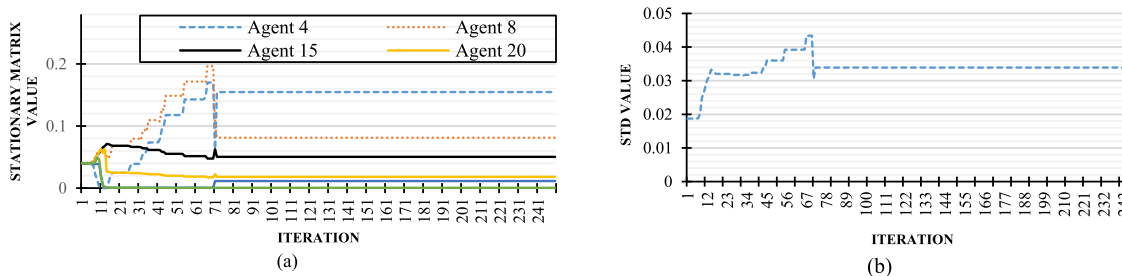 STATIONARY MATRIX
VALUE
0.2
0.1
0
Agent 4
Agent 8
Agent 15
Agent 20
1 11 21 31 41 51 61 71 81 91 101 111 121 131 141 151 161 171 181 191 201 211 221 231 241
ITERATION
(a)
STD VALUE
0.05
0.04
0.03
0.02
0.01
0
1 12 23 34 45 56 67 78 89 100 111 122 133 144 155 166 177 188 199 210 221 232
ITERATION
(b)